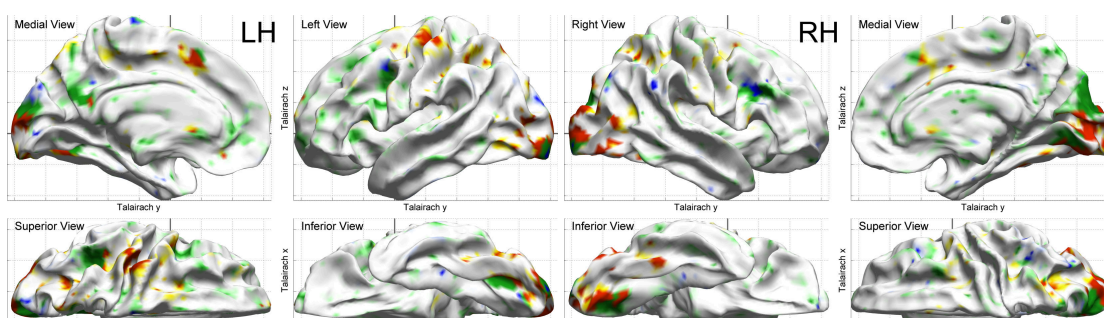 Medial View
LH
Left View
Right View
RH
Medial View
Talairach z
Talairach z
Talairach y
Talairach y
Talairach y
Talairach y
Superior View
Inferior View
Inferior View
Superior View
Talairach x
Talairach x